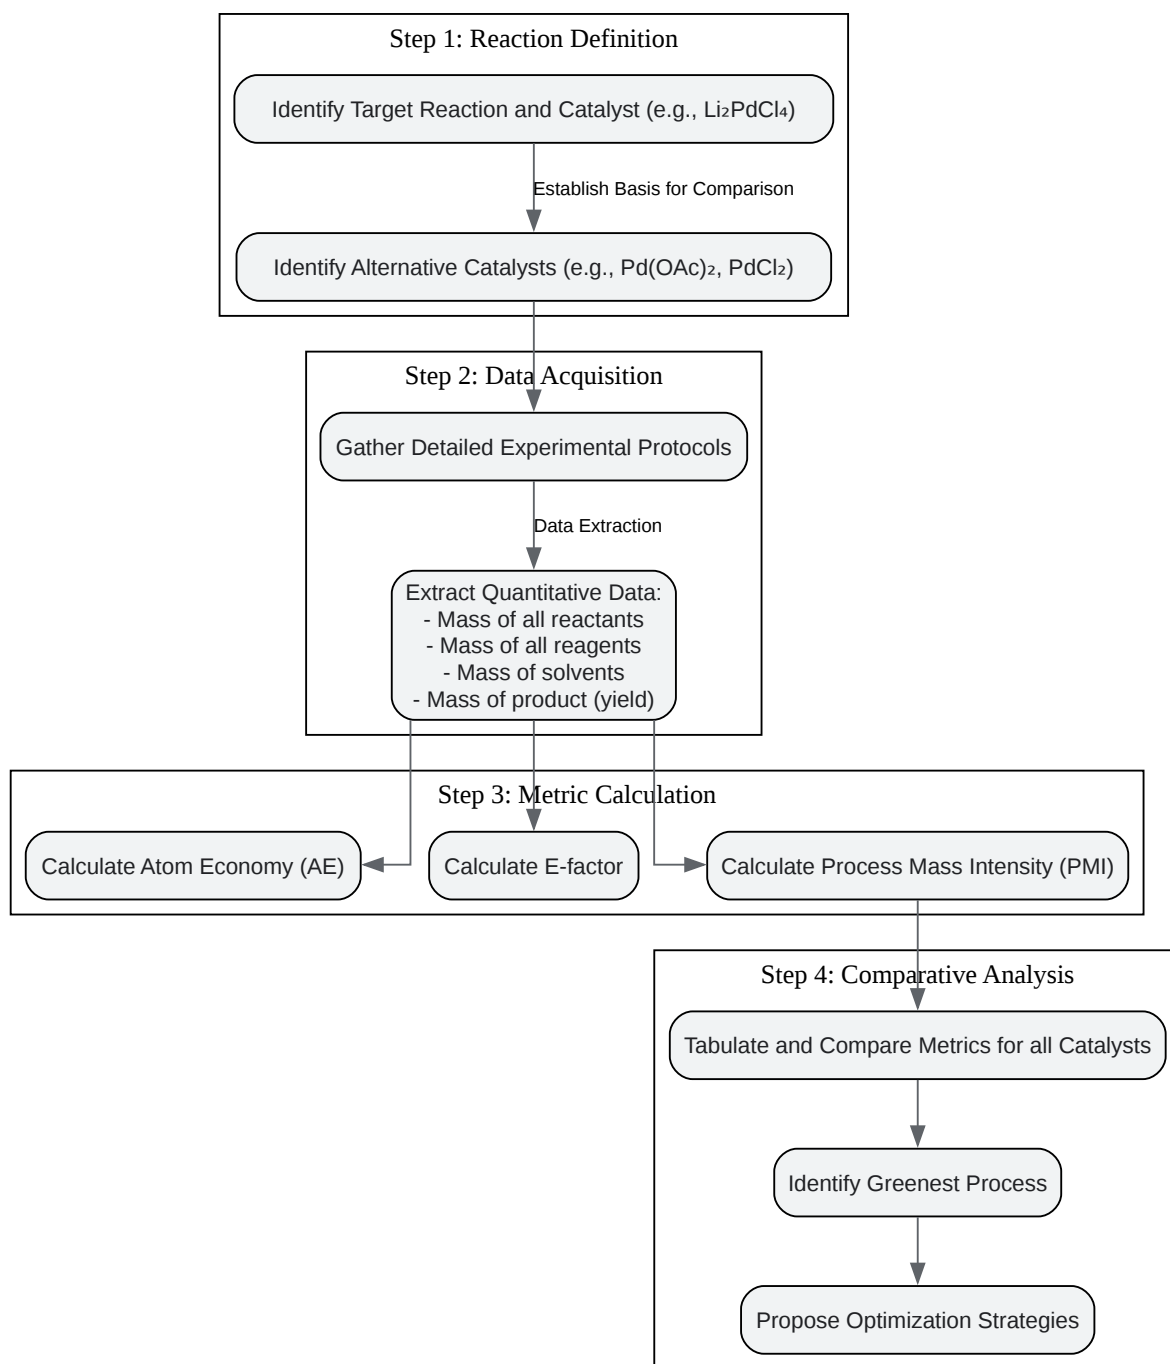 Step 1: Reaction Definition
Identify Target Reaction and Catalyst (e.g., Li₂PdCl₄)
Establish Basis for Comparison
Identify Alternative Catalysts (e.g., Pd(OAc)₂, PdCl₂)
Step 2: Data Acquisition
Gather Detailed Experimental Protocols
Data Extraction
Extract Quantitative Data:
- Mass of all reactants
- Mass of all reagents
- Mass of solvents
- Mass of product (yield)
Step 3: Metric Calculation
Calculate Atom Economy (AE)
Calculate E-factor
Calculate Process Mass Intensity (PMI)
Step 4: Comparative Analysis
Tabulate and Compare Metrics for all Catalysts
Identify Greenest Process
Propose Optimization Strategies